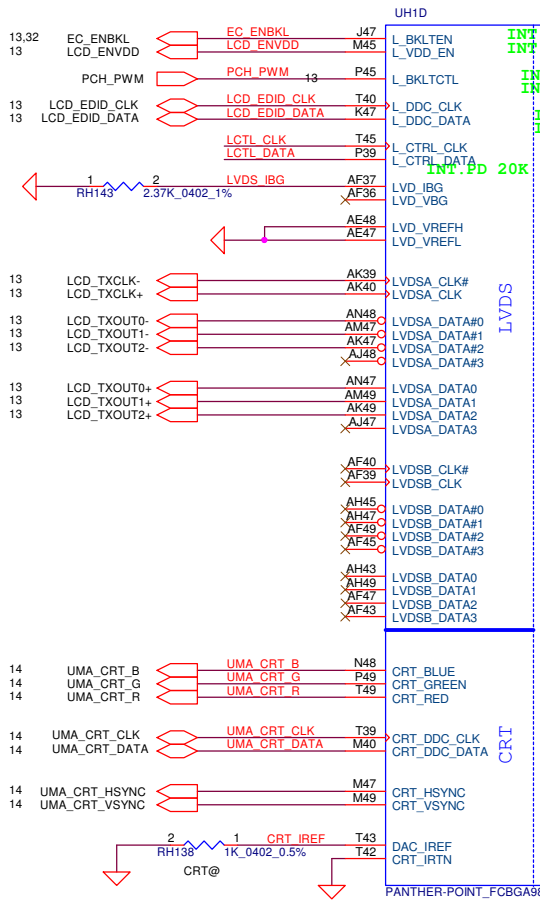 UH1D
13,32 EC_ENBKL EC_ENBKL J47 L_BKLTEN INT
13 LCD_ENVDD LCD_ENVDD M45 L_VDD_EN INT
PCH_PWM PCH_PWM 13 P45 L_BKLTCTL IN
IN
13 LCD_EDID_CLK LCD_EDID_CLK T40 L_DDC_CLK
13 LCD_EDID_DATA LCD_EDID_DATA K47 L_DDC_DATA
LCTL_CLK T45 L_CTRL_CLK
LCTL_DATA P39 L_CTRL_DATA
INT.PD 20K
1 2 LVDS_IBG AF37 LVD_IBG
RH143 2.37K_0402_1% AF36 LVD_VBG
AE48 LVD_VREFH
AE47 LVD_VREFL
13 LCD_TXCLK- AK39 LVDSA_CLK#
13 LCD_TXCLK+ AK40 LVDSA_CLK
LVDS
13 LCD_TXOUT0- AN48 LVDSA_DATA#0
13 LCD_TXOUT1- AM47 LVDSA_DATA#1
13 LCD_TXOUT2- AK47 LVDSA_DATA#2
AJ48 LVDSA_DATA#3
13 LCD_TXOUT0+ AN47 LVDSA_DATA0
13 LCD_TXOUT1+ AM49 LVDSA_DATA1
13 LCD_TXOUT2+ AK49 LVDSA_DATA2
AJ47 LVDSA_DATA3
AF40 LVDSB_CLK#
AF39 LVDSB_CLK
AH45 LVDSB_DATA#0
AH47 LVDSB_DATA#1
AF49 LVDSB_DATA#2
AF45 LVDSB_DATA#3
AH43 LVDSB_DATA0
AH49 LVDSB_DATA1
AF47 LVDSB_DATA2
AF43 LVDSB_DATA3
14 UMA_CRT_B UMA_CRT_B N48 CRT_BLUE
14 UMA_CRT_G UMA_CRT_G P49 CRT_GREEN
14 UMA_CRT_R UMA_CRT_R T49 CRT_RED
14 UMA_CRT_CLK UMA_CRT_CLK T39 CRT_DDC_CLK
14 UMA_CRT_DATA UMA_CRT_DATA M40 CRT_DDC_DATA
CRT
14 UMA_CRT_HSYNC M47 CRT_HSYNC
14 UMA_CRT_VSYNC M49 CRT_VSYNC
2 1 CRT_IREF T43 DAC_IREF
RH138 1K_0402_0.5% T42 CRT_IRTN
CRT@
PANTHER-POINT_FCBGA98